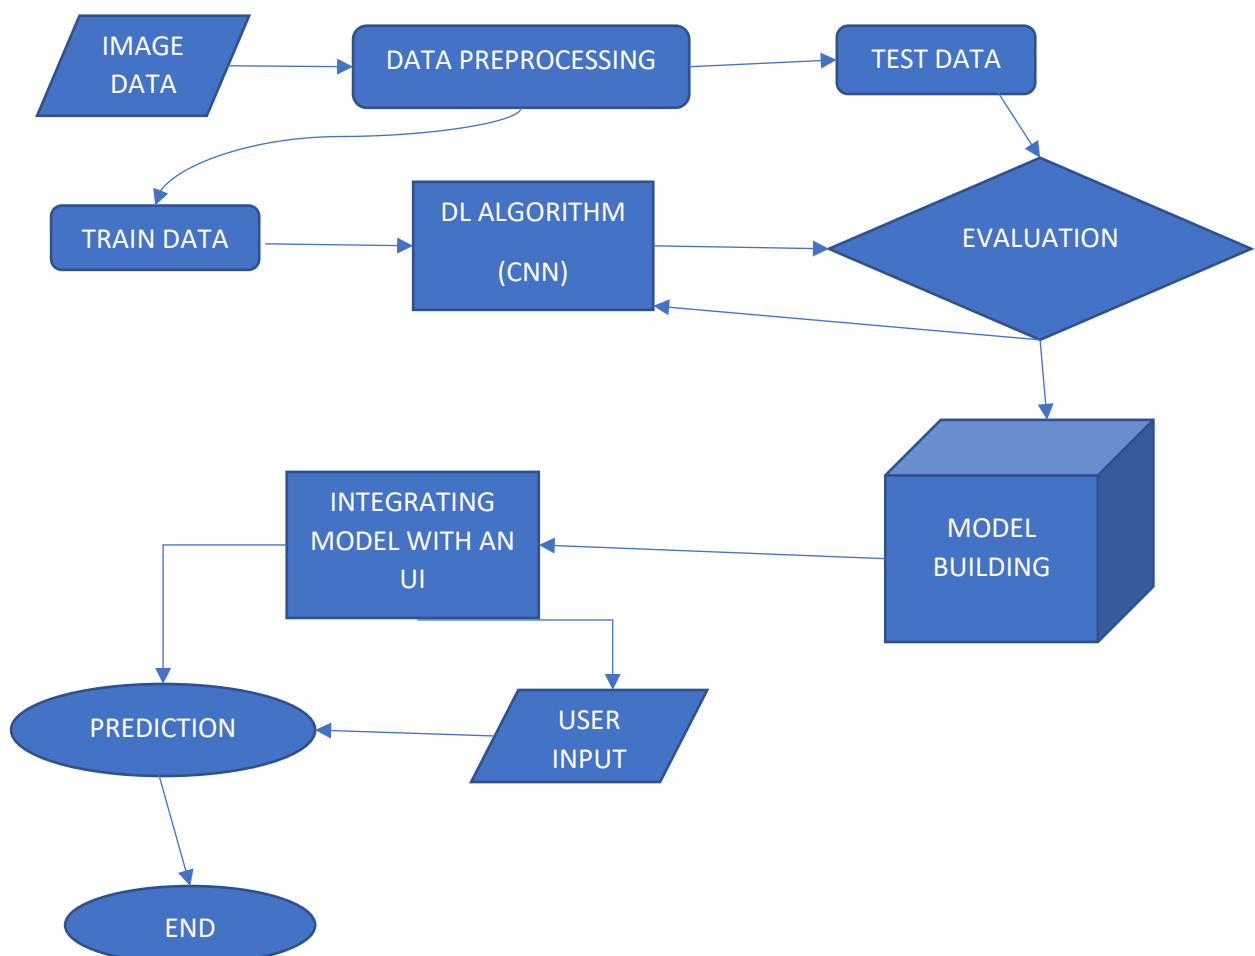 IMAGE
DATA
DATA PREPROCESSING
TEST DATA
TRAIN DATA
DL ALGORITHM
(CNN)
EVALUATION
MODEL
BUILDING
INTEGRATING
MODEL WITH AN
UI
USER
INPUT
PREDICTION
END